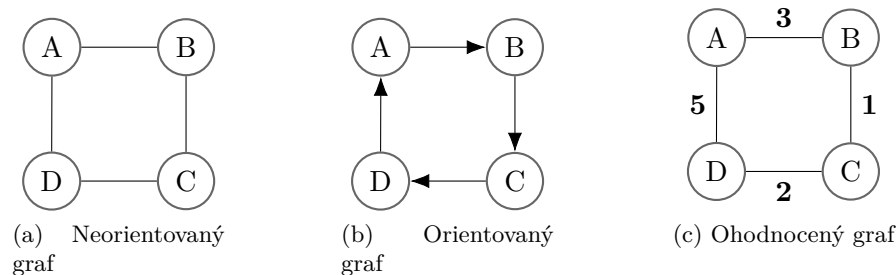 A B
D C
(a) Neorientovaný
graf
A B
D C
(b) Orientovaný
graf
A 3 B
5 1
D 2 C
(c) Ohodnocený graf